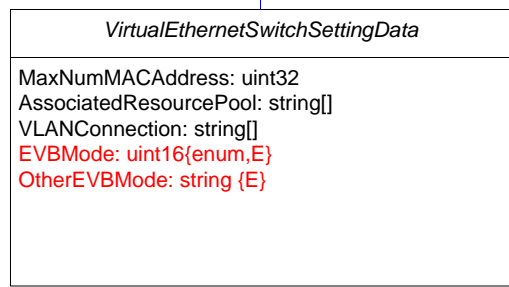 VirtualEthernetSwitchSettingData
MaxNumMACAddress: uint32
AssociatedResourcePool: string[]
VLANConnection: string[]
EVBMode: uint16{enum,E}
OtherEVBMode: string {E}